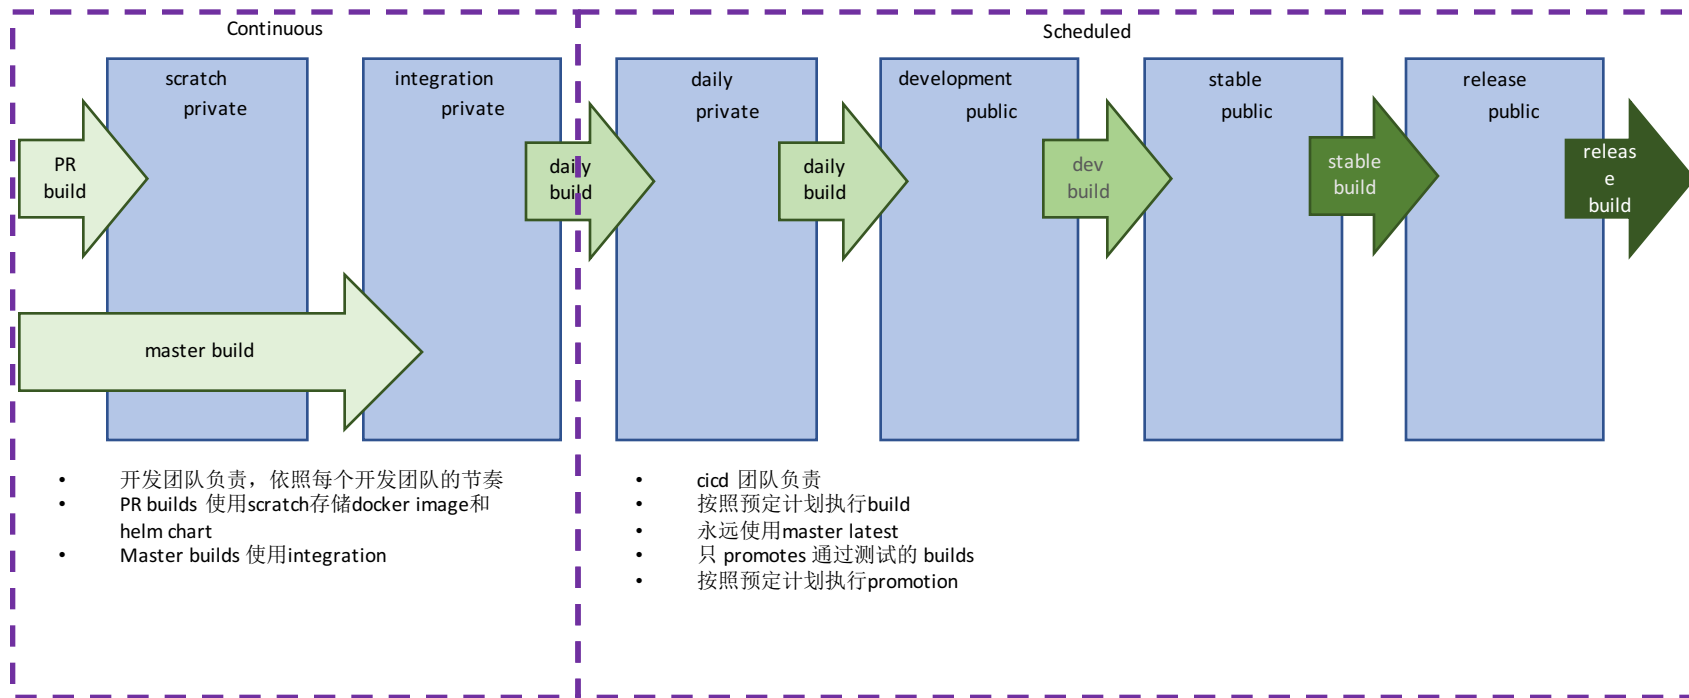 Continuous
Scheduled
scratch
private
integration
private
daily
private
development
public
stable
public
release
public
PR
build
daily
build
daily
build
dev
build
stable
build
releas
e
build
master build
• 开发团队负责，依照每个开发团队的节奏
• PR builds 使用scratch存储docker image和
helm chart
• Master builds 使用integration
• cicd 团队负责
• 按照预定计划执行build
• 永远使用master latest
• 只 promotes 通过测试的 builds
• 按照预定计划执行promotion